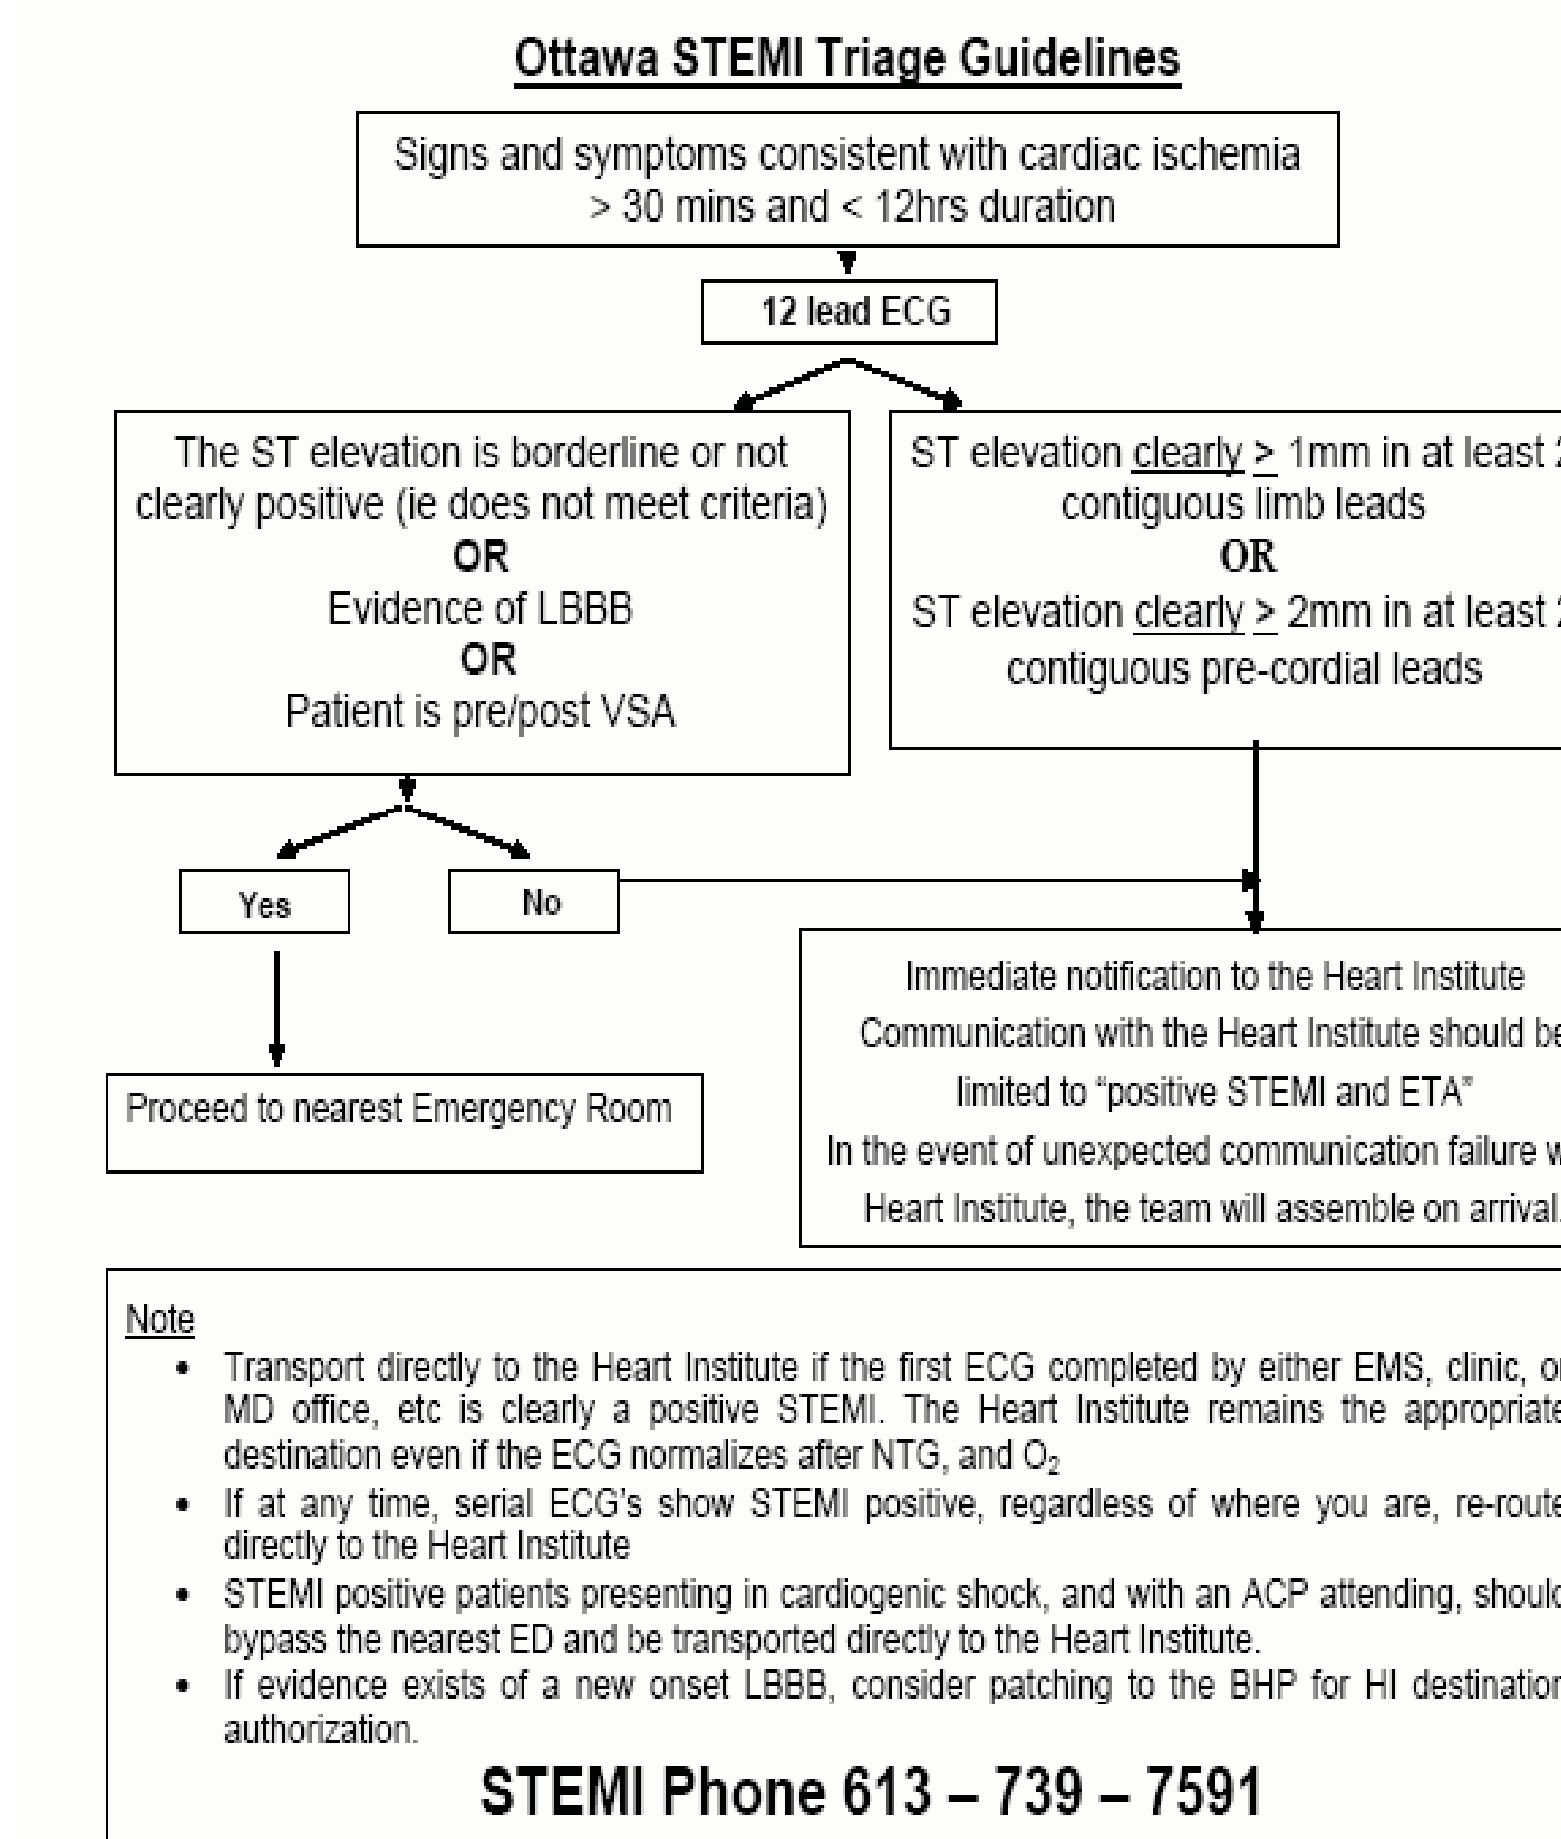 Ottawa STEMI Triage Guidelines
Signs and symptoms consistent with cardiac ischemia
> 30 mins and < 12hrs duration
12 lead ECG
The ST elevation is borderline or not
clearly positive (ie does not meet criteria)
OR
Evidence of LBBB
OR
Patient is pre/post VSA
ST elevation clearly > 1mm in at least 2
contiguous limb leads
OR
ST elevation clearly > 2mm in at least 2
contiguous pre-cordial leads
Yes
No
Proceed to nearest Emergency Room
Immediate notification to the Heart Institute
Communication with the Heart Institute should be
limited to “positive STEMI and ETA”
In the event of unexpected communication failure
Heart Institute, the team will assemble on arrival.
Note
• Transport directly to the Heart Institute if the first ECG completed by either EMS, clinic, or
MD office, etc is clearly a positive STEMI. The Heart Institute remains the appropriate
destination even if the ECG normalizes after NTG, and O₂
• If at any time, serial ECG’s show STEMI positive, regardless of where you are, re-route
directly to the Heart Institute
• STEMI positive patients presenting in cardiogenic shock, and with an ACP attending, should
bypass the nearest ED and be transported directly to the Heart Institute.
• If evidence exists of a new onset LBBB, consider patching to the BHP for HI destination
authorization.
STEMI Phone 613 – 739 – 7591